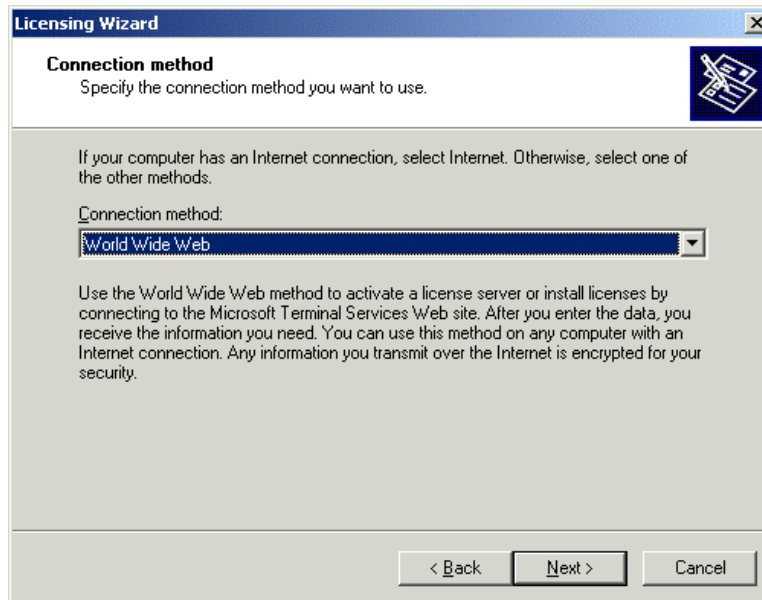 Licensing Wizard
Connection method
Specify the connection method you want to use.
If your computer has an Internet connection, select Internet. Otherwise, select one of
the other methods.
Connection method:
World Wide Web
Use the World Wide Web method to activate a license server or install licenses by
connecting to the Microsoft Terminal Services Web site. After you enter the data, you
receive the information you need. You can use this method on any computer with an
Internet connection. Any information you transmit over the Internet is encrypted for your
security.
< Back Next > Cancel